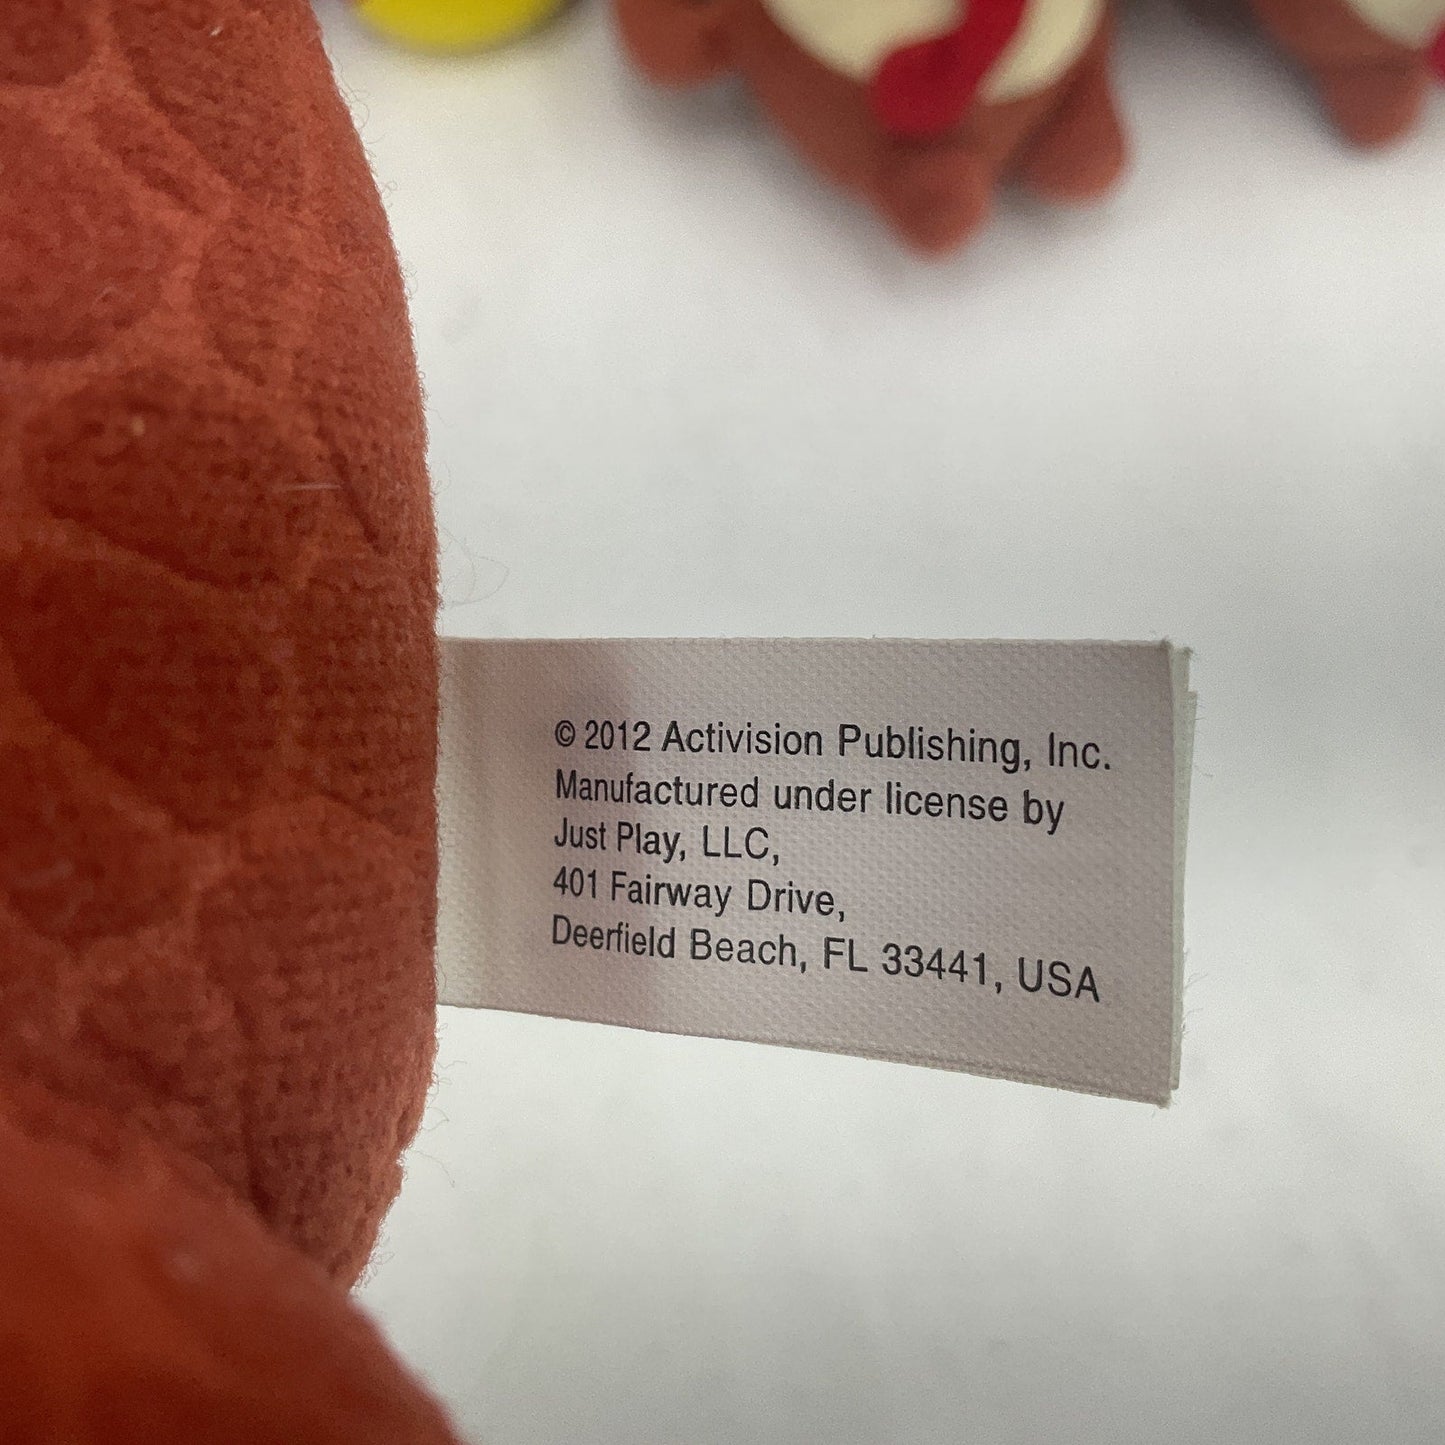 © 2012 Activision Publishing, Inc.
Manufactured under license by
Just Play, LLC,
401 Fairway Drive,
Deerfield Beach, FL 33441, USA